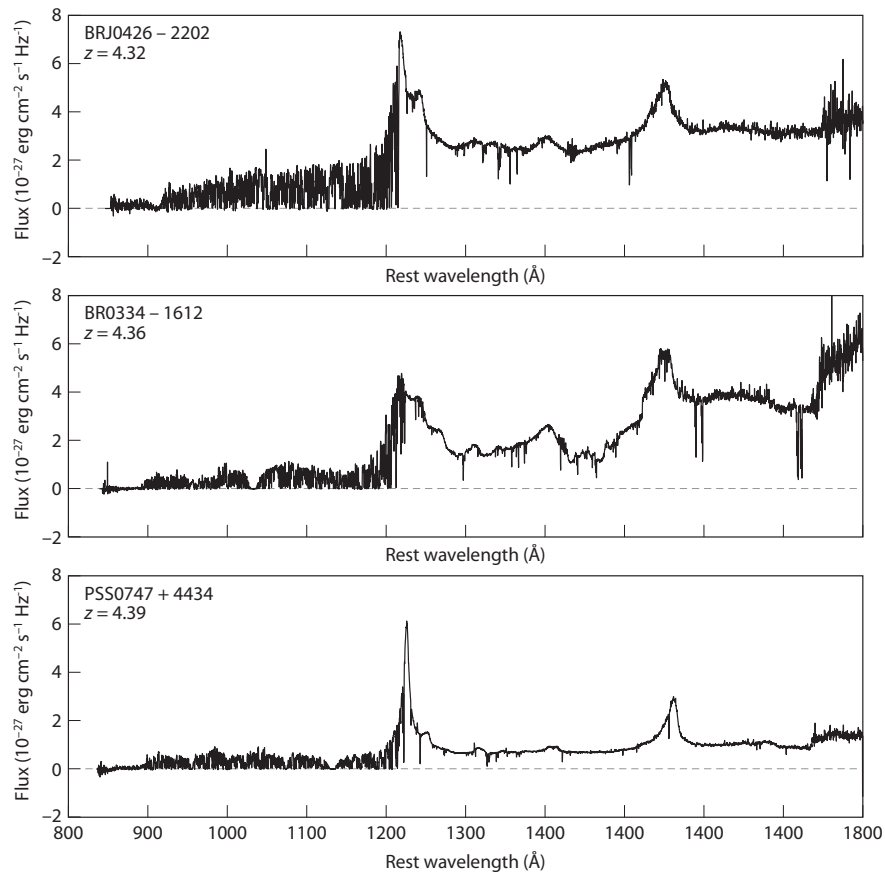 BRJ0426 – 2202
z = 4.32
Flux (10⁻²⁷ erg cm⁻² s⁻¹ Hz⁻¹)
8
6
4
2
0
–2
Rest wavelength (Å)
BR0334 – 1612
z = 4.36
Flux (10⁻²⁷ erg cm⁻² s⁻¹ Hz⁻¹)
8
6
4
2
0
–2
Rest wavelength (Å)
PSS0747 + 4434
z = 4.39
Flux (10⁻²⁷ erg cm⁻² s⁻¹ Hz⁻¹)
8
6
4
2
0
–2
800 900 1000 1100 1200 1300 1400 1400 1400 1400 1800
Rest wavelength (Å)